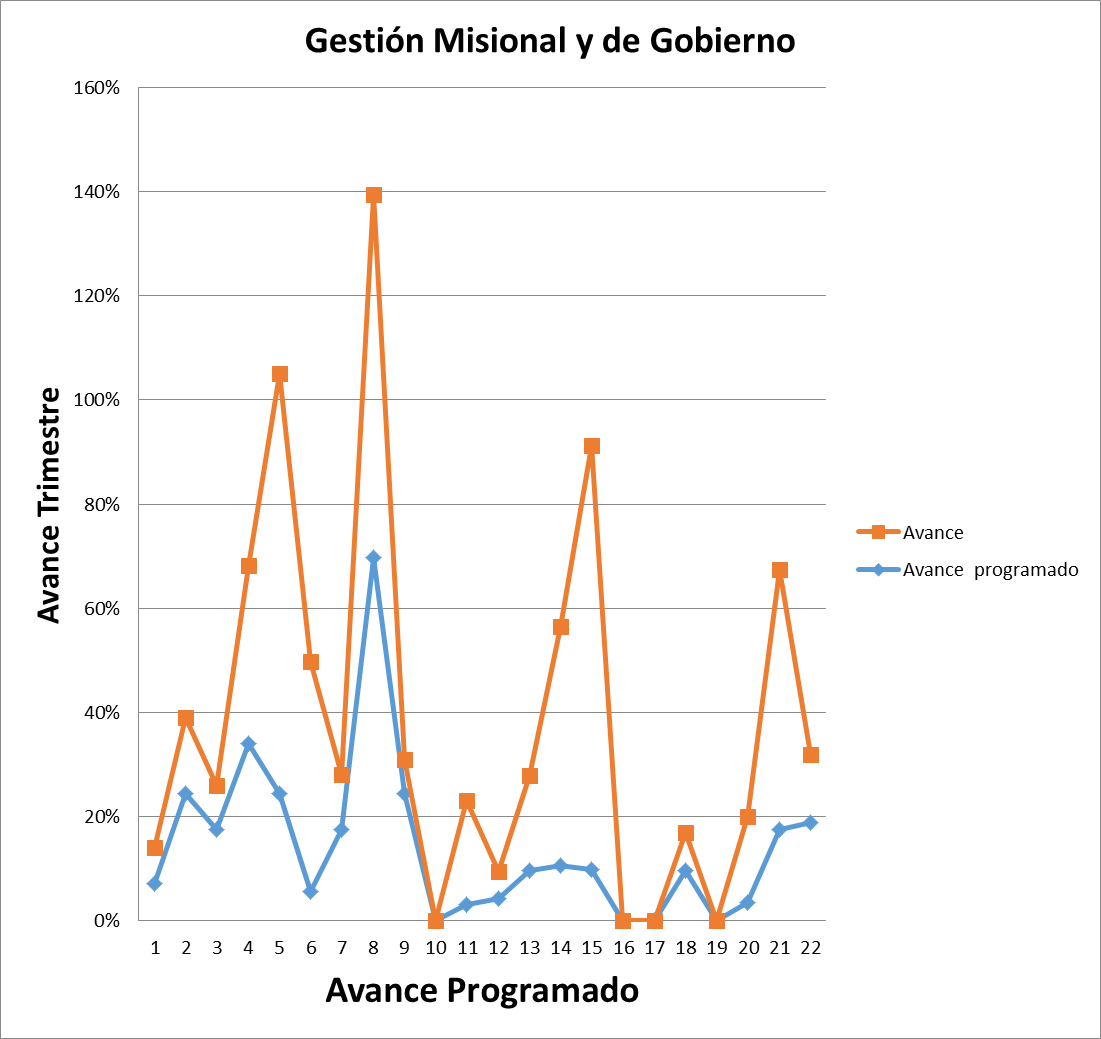 Gestión Misional y de Gobierno
160%
140%
120%
100%
80%
60%
40%
20%
0%
Avance Trimestre
1 2 3 4 5 6 7 8 9 10 11 12 13 14 15 16 17 18 19 20 21 22
Avance Programado
Avance
Avance programado